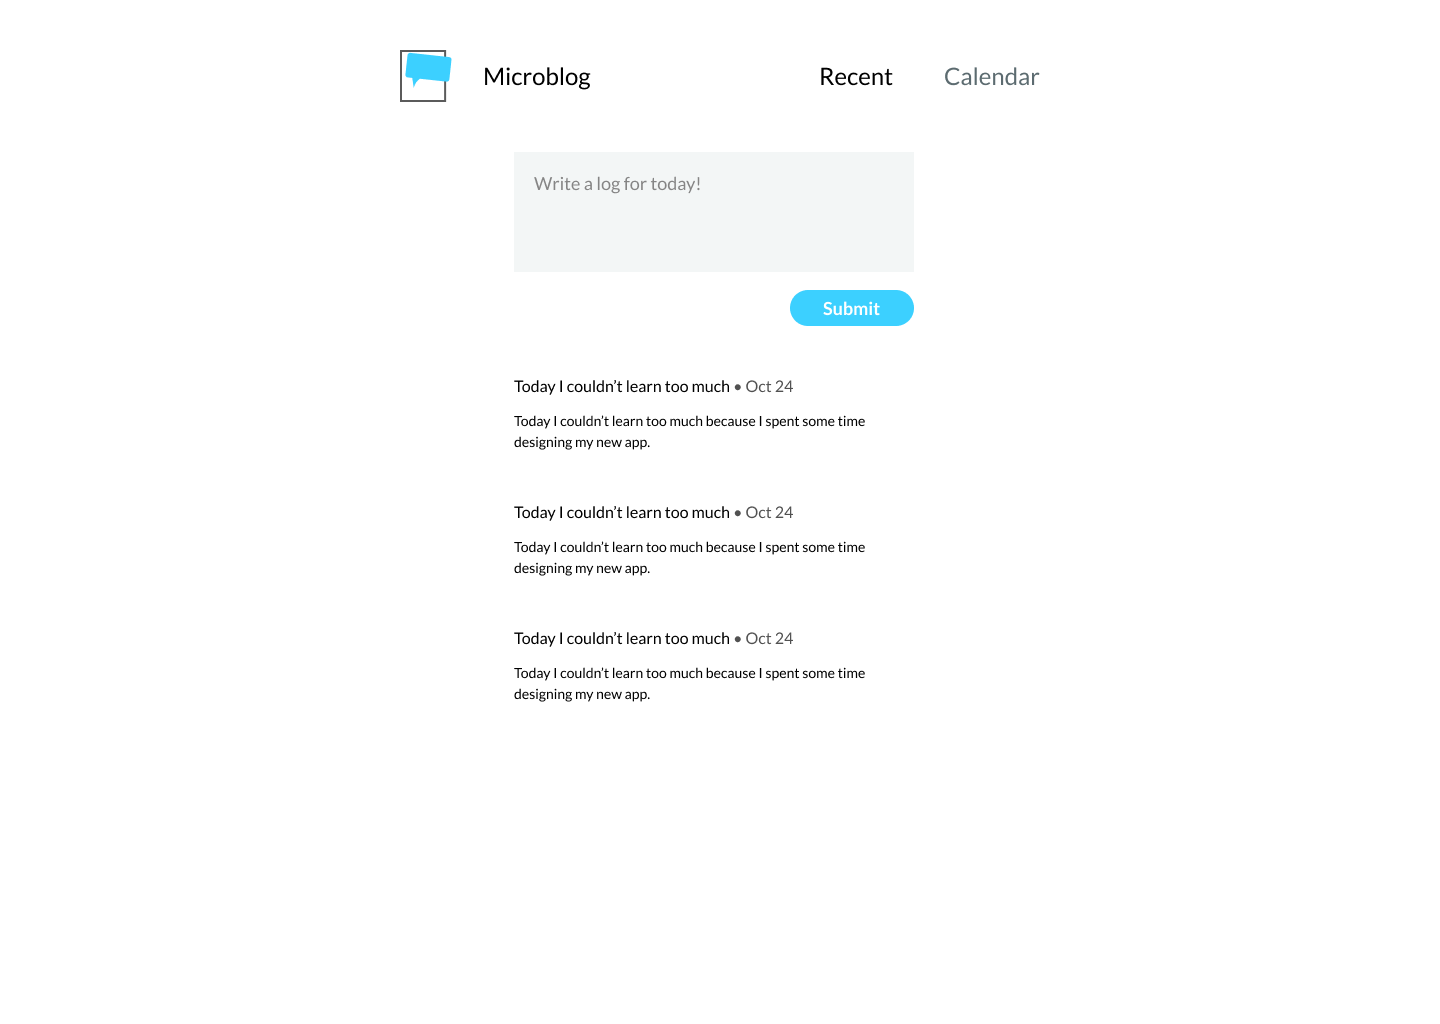 Microblog
Recent
Calendar
Write a log for today!
Submit
Today I couldn’t learn too much • Oct 24
Today I couldn’t learn too much because I spent some time
designing my new app.
Today I couldn’t learn too much • Oct 24
Today I couldn’t learn too much because I spent some time
designing my new app.
Today I couldn’t learn too much • Oct 24
Today I couldn’t learn too much because I spent some time
designing my new app.